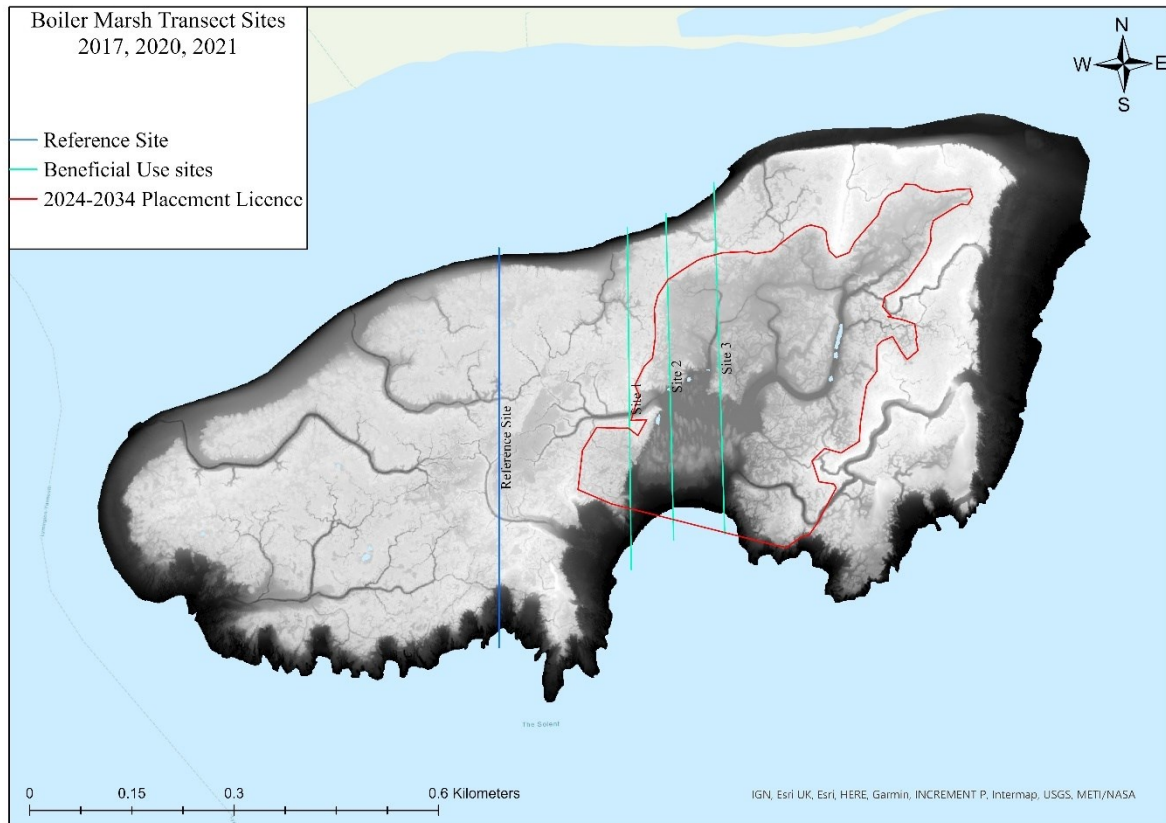 Boiler Marsh Transect Sites
2017, 2020, 2021
Reference Site
Beneficial Use sites
2024-2034 Placement Licence
N
W
E
S
Reference Site
Site 1
Site 2
Site 3
The Solent
0
0.15
0.3
0.6 Kilometers
IGN, Esri UK, Esri, HERE, Garmin, INCREMENT P, Intermap, USGS, METI/NASA